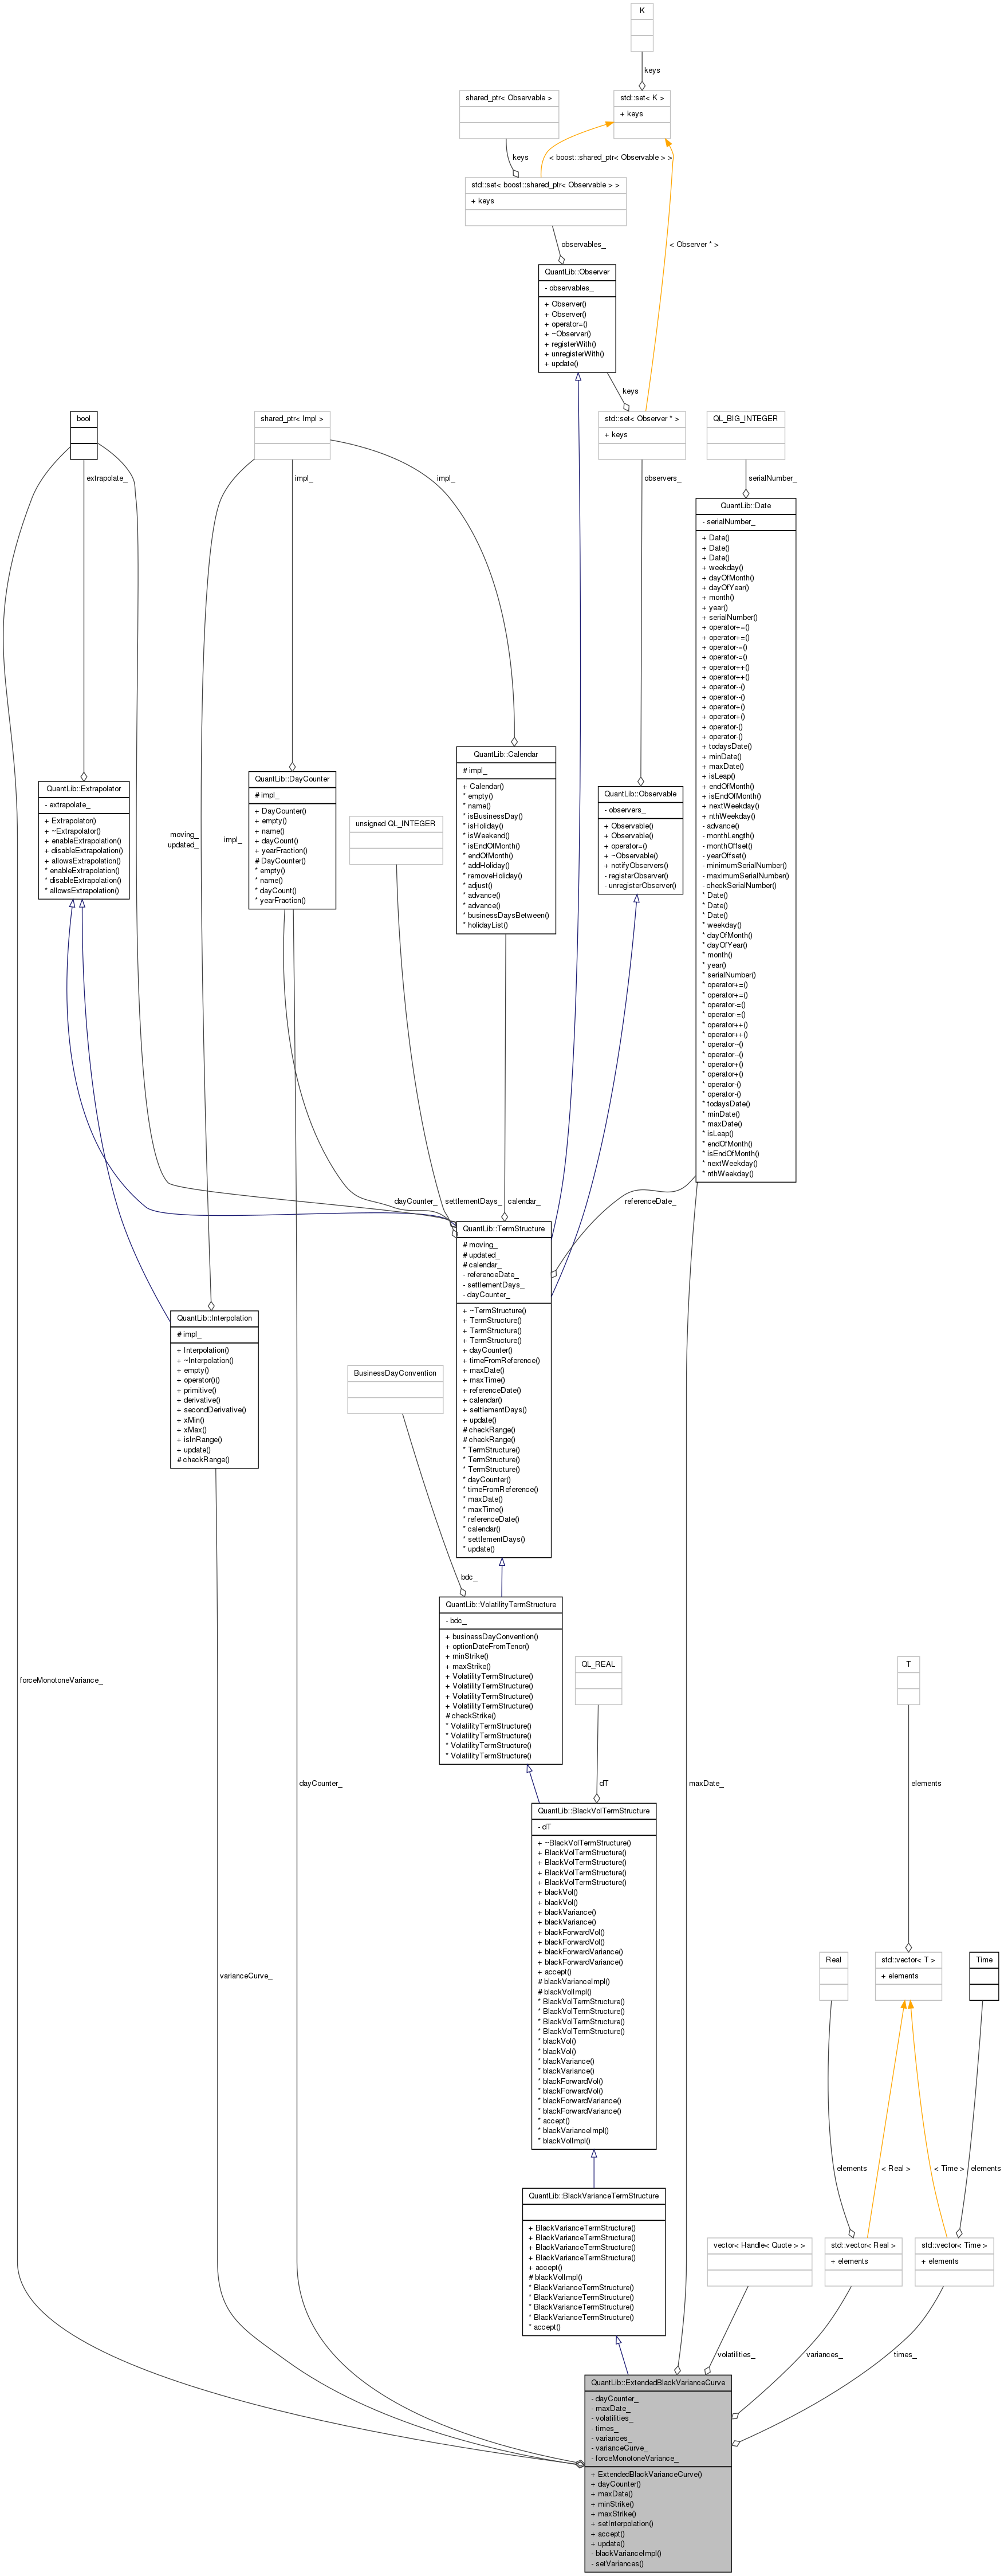 K
keys
shared_ptr< Observable >
std::set< K >
+ keys
keys
< boost::shared_ptr< Observable > >
std::set< boost::shared_ptr< Observable > >
+ keys
observables_
< Observer * >
QuantLib::Observer
- observables_
+ Observer()
+ Observer()
+ operator=()
+ ~Observer()
+ registerWith()
+ unregisterWith()
+ update()
keys
bool
shared_ptr< Impl >
std::set< Observer * >
+ keys
QL_BIG_INTEGER
extrapolate_
impl_
impl_
observers_
serialNumber_
QuantLib::Date
- serialNumber_
+ Date()
+ Date()
+ Date()
+ weekday()
+ dayOfMonth()
+ dayOfYear()
+ month()
+ year()
+ serialNumber()
+ operator+=()
+ operator+=()
+ operator-=()
+ operator-=()
+ operator++()
+ operator++()
+ operator--()
+ operator--()
+ operator+()
+ operator+()
+ operator-()
+ operator-()
+ todaysDate()
+ minDate()
+ maxDate()
+ isLeap()
+ endOfMonth()
+ isEndOfMonth()
+ nextWeekday()
+ nthWeekday()
- advance()
- monthLength()
- monthOffset()
- yearOffset()
- minimumSerialNumber()
- maximumSerialNumber()
- checkSerialNumber()
* Date()
* Date()
* Date()
* weekday()
* dayOfMonth()
* dayOfYear()
* month()
* year()
* serialNumber()
* operator+=()
* operator+=()
* operator-=()
* operator-=()
* operator++()
* operator++()
* operator--()
* operator--()
* operator+()
* operator+()
* operator-()
* operator-()
* todaysDate()
* minDate()
* maxDate()
* isLeap()
* endOfMonth()
* isEndOfMonth()
* nextWeekday()
* nthWeekday()
QuantLib::Extrapolator
- extrapolate_
+ Extrapolator()
+ ~Extrapolator()
+ enableExtrapolation()
+ disableExtrapolation()
+ allowsExtrapolation()
* enableExtrapolation()
* disableExtrapolation()
* allowsExtrapolation()
moving_
updated_
impl_
QuantLib::DayCounter
# impl_
+ DayCounter()
+ empty()
+ name()
+ dayCount()
+ yearFraction()
# DayCounter()
* empty()
* name()
* dayCount()
* yearFraction()
unsigned QL_INTEGER
QuantLib::Calendar
# impl_
+ Calendar()
* empty()
* name()
* isBusinessDay()
* isHoliday()
* isWeekend()
* isEndOfMonth()
* endOfMonth()
* addHoliday()
* removeHoliday()
* adjust()
* advance()
* advance()
* businessDaysBetween()
* holidayList()
QuantLib::Observable
- observers_
+ Observable()
+ Observable()
+ operator=()
+ ~Observable()
+ notifyObservers()
- registerObserver()
- unregisterObserver()
dayCounter_
settlementDays_
calendar_
referenceDate_
QuantLib::TermStructure
# moving_
# updated_
# calendar_
- referenceDate_
- settlementDays_
- dayCounter_
+ ~TermStructure()
+ TermStructure()
+ TermStructure()
+ TermStructure()
+ dayCounter()
+ timeFromReference()
+ maxDate()
+ maxTime()
+ referenceDate()
+ calendar()
+ settlementDays()
+ update()
# checkRange()
# checkRange()
* TermStructure()
* TermStructure()
* TermStructure()
* dayCounter()
* timeFromReference()
* maxDate()
* maxTime()
* referenceDate()
* calendar()
* settlementDays()
* update()
QuantLib::Interpolation
# impl_
+ Interpolation()
+ ~Interpolation()
+ empty()
+ operator()()
+ primitive()
+ derivative()
+ secondDerivative()
+ xMin()
+ xMax()
+ isInRange()
+ update()
# checkRange()
BusinessDayConvention
bdc_
QuantLib::VolatilityTermStructure
- bdc_
+ businessDayConvention()
+ optionDateFromTenor()
+ minStrike()
+ maxStrike()
+ VolatilityTermStructure()
+ VolatilityTermStructure()
+ VolatilityTermStructure()
+ VolatilityTermStructure()
# checkStrike()
* VolatilityTermStructure()
* VolatilityTermStructure()
* VolatilityTermStructure()
* VolatilityTermStructure()
QL_REAL
T
forceMonotoneVariance_
dayCounter_
dT
maxDate_
elements
QuantLib::BlackVolTermStructure
- dT
+ ~BlackVolTermStructure()
+ BlackVolTermStructure()
+ BlackVolTermStructure()
+ BlackVolTermStructure()
+ BlackVolTermStructure()
+ blackVol()
+ blackVol()
+ blackVariance()
+ blackVariance()
+ blackForwardVol()
+ blackForwardVol()
+ blackForwardVariance()
+ blackForwardVariance()
+ accept()
# blackVarianceImpl()
# blackVolImpl()
* BlackVolTermStructure()
* BlackVolTermStructure()
* BlackVolTermStructure()
* BlackVolTermStructure()
* blackVol()
* blackVol()
* blackVariance()
* blackVariance()
* blackForwardVol()
* blackForwardVol()
* blackForwardVariance()
* blackForwardVariance()
* accept()
* blackVarianceImpl()
* blackVolImpl()
varianceCurve_
Real
std::vector< T >
+ elements
Time
elements
< Real >
< Time >
elements
QuantLib::BlackVarianceTermStructure
+ BlackVarianceTermStructure()
+ BlackVarianceTermStructure()
+ BlackVarianceTermStructure()
+ BlackVarianceTermStructure()
+ accept()
# blackVolImpl()
* BlackVarianceTermStructure()
* BlackVarianceTermStructure()
* BlackVarianceTermStructure()
* BlackVarianceTermStructure()
* accept()
vector< Handle< Quote > >
std::vector< Real >
+ elements
std::vector< Time >
+ elements
volatilities_
variances_
times_
QuantLib::ExtendedBlackVarianceCurve
- dayCounter_
- maxDate_
- volatilities_
- times_
- variances_
- varianceCurve_
- forceMonotoneVariance_
+ ExtendedBlackVarianceCurve()
+ dayCounter()
+ maxDate()
+ minStrike()
+ maxStrike()
+ setInterpolation()
+ accept()
+ update()
- blackVarianceImpl()
- setVariances()